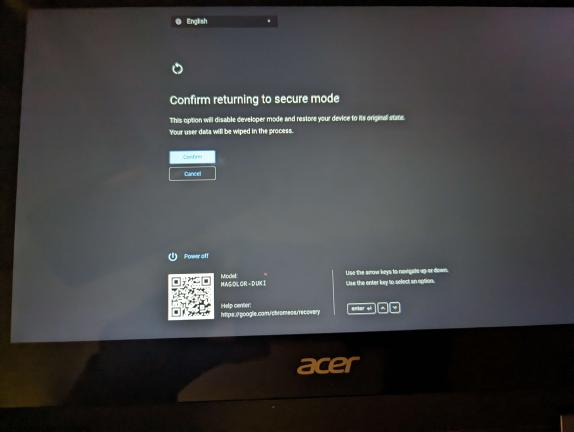 English
Confirm returning to secure mode
This option will disable developer mode and restore your device to its original state.
Your user data will be wiped in the process.
Confirm
Cancel
Power off
Model:
MAGOLOR-DUKI
Help center:
https://google.com/chromeos/recovery
Use the arrow keys to navigate up or down.
Use the enter key to select an option.
enter
acer